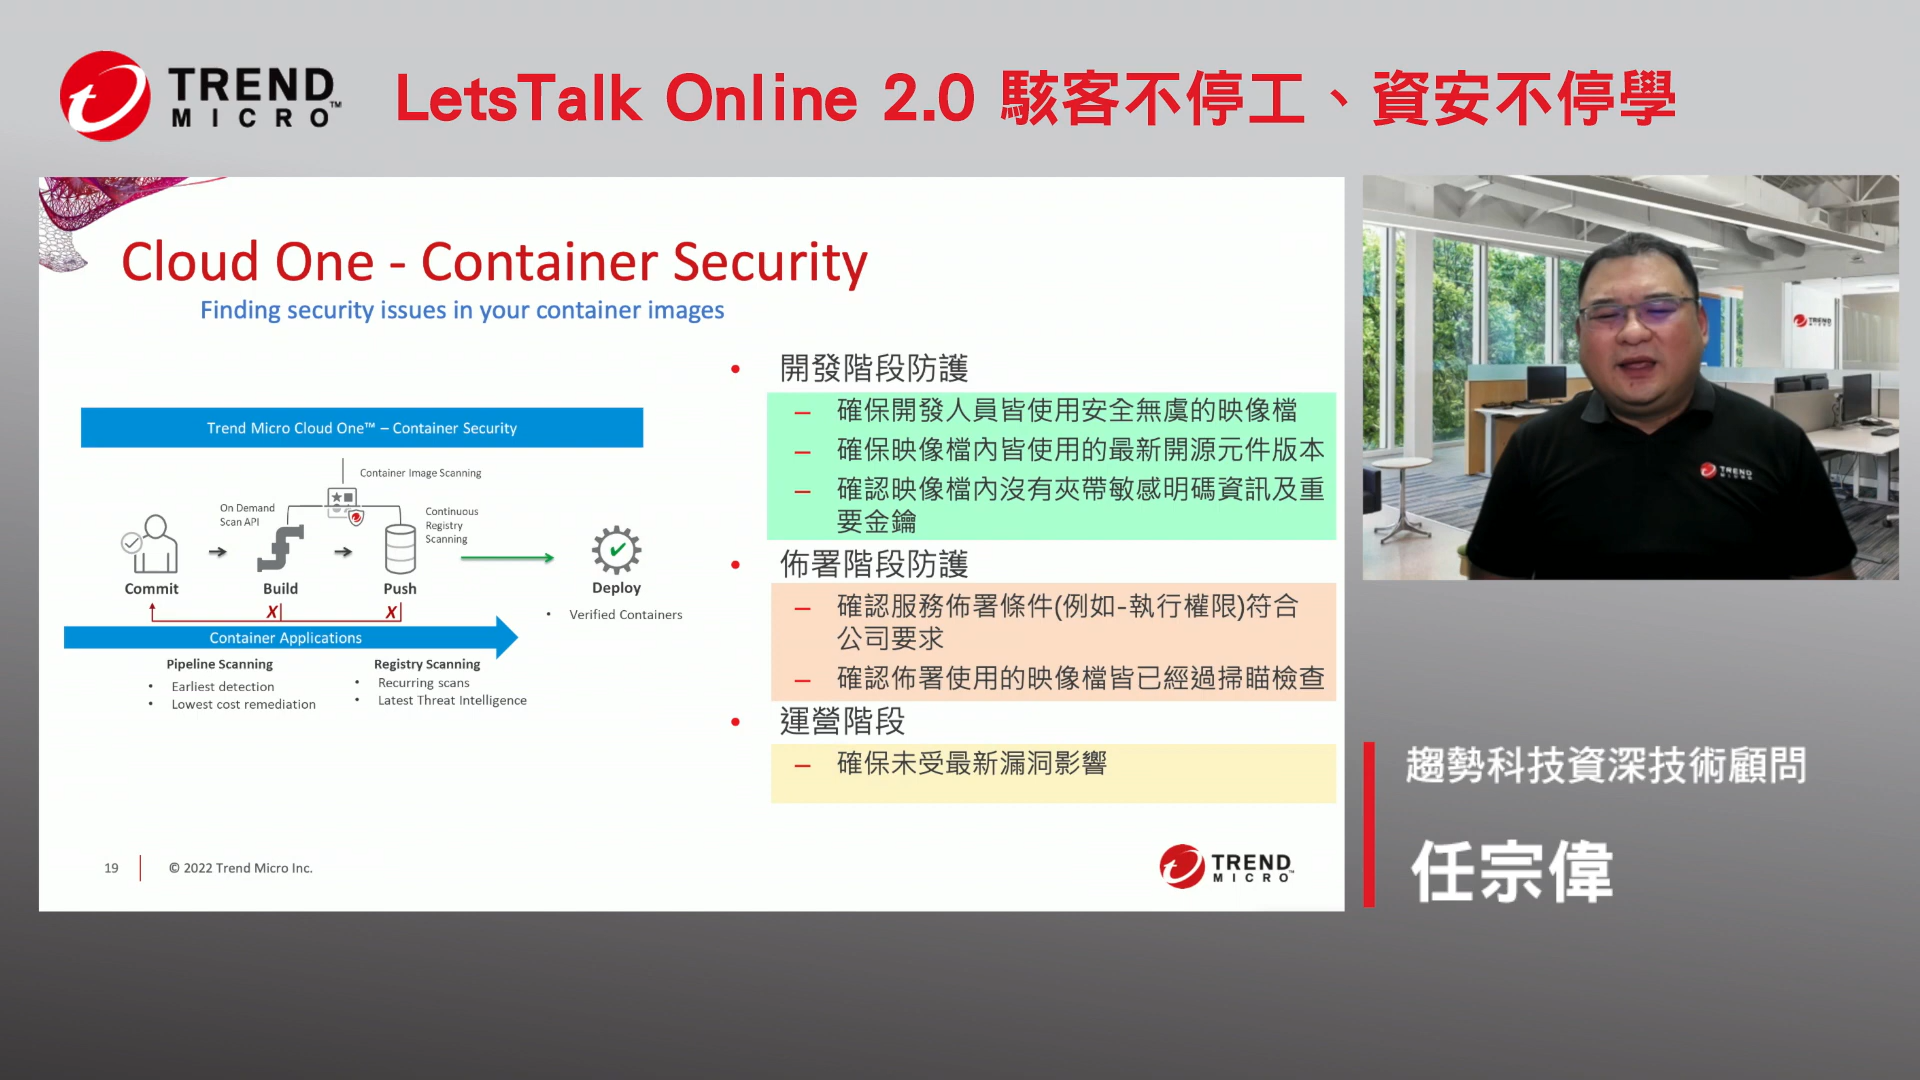 TREND MICRO™
LetsTalk Online 2.0 駭客不停工、資安不停學
Cloud One - Container Security
Finding security issues in your container images
Trend Micro Cloud One™ – Container Security
Container Image Scanning
On Demand
Scan API
Continuous
Registry
Scanning
Commit
Build
Push
Deploy
X
X
• Verified Containers
Container Applications
Pipeline Scanning
• Earliest detection
• Lowest cost remediation
Registry Scanning
• Recurring scans
• Latest Threat Intelligence
• 開發階段防護
– 確保開發人員皆使用安全無虞的映像檔
– 確保映像檔內皆使用的最新開源元件版本
– 確認映像檔內沒有夾帶敏感明碼資訊及重
要金鑰
• 佈署階段防護
– 確認服務佈署條件(例如-執行權限)符合
公司要求
– 確認佈署使用的映像檔皆已經過掃瞄檢查
• 運營階段
– 確保未受最新漏洞影響
19
© 2022 Trend Micro Inc.
TREND MICRO™
TREND
TREND MICRO
趨勢科技資深技術顧問
任宗偉